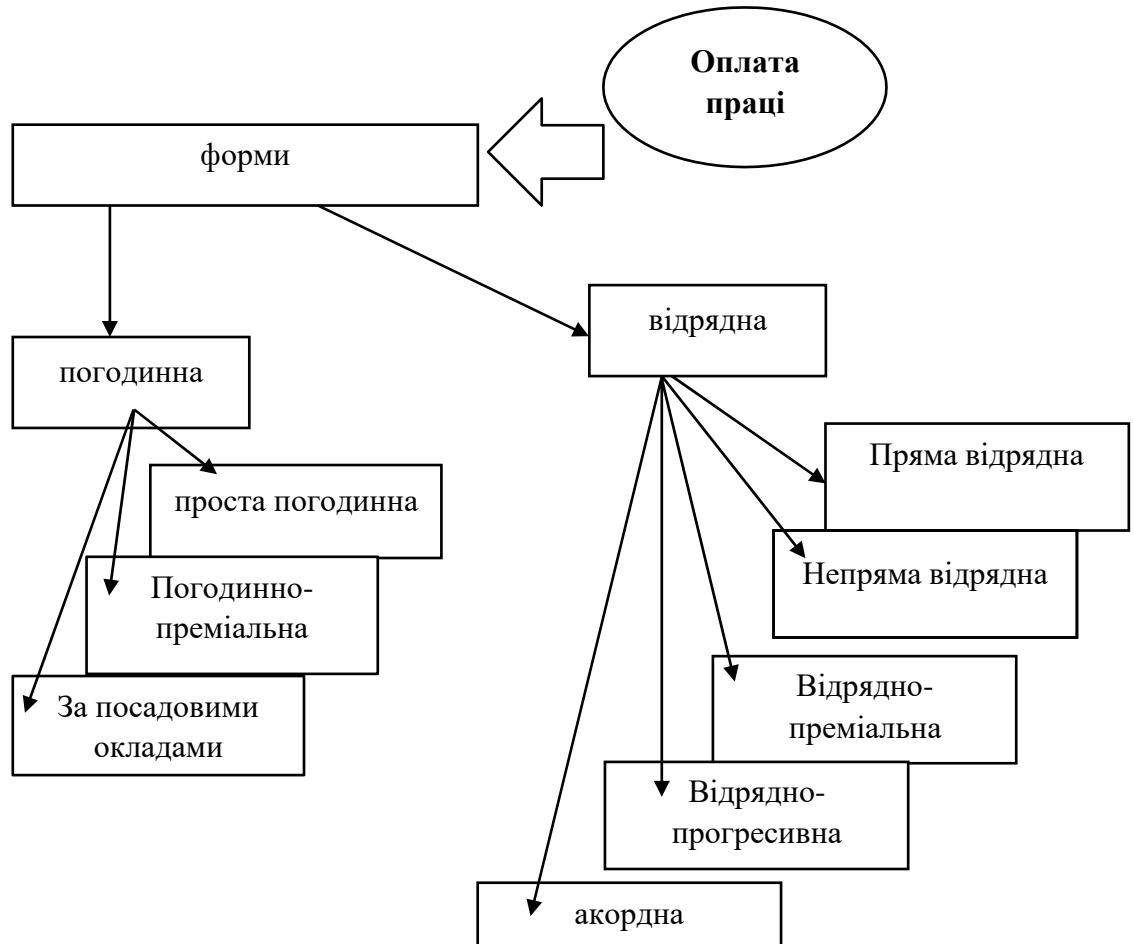 Оплата
праці
форми
погодинна
проста погодинна
Погодинно-
преміальна
За посадовими
окладами
відрядна
Пряма відрядна
Непряма відрядна
Відрядно-
преміальна
Відрядно-
прогресивна
акордна